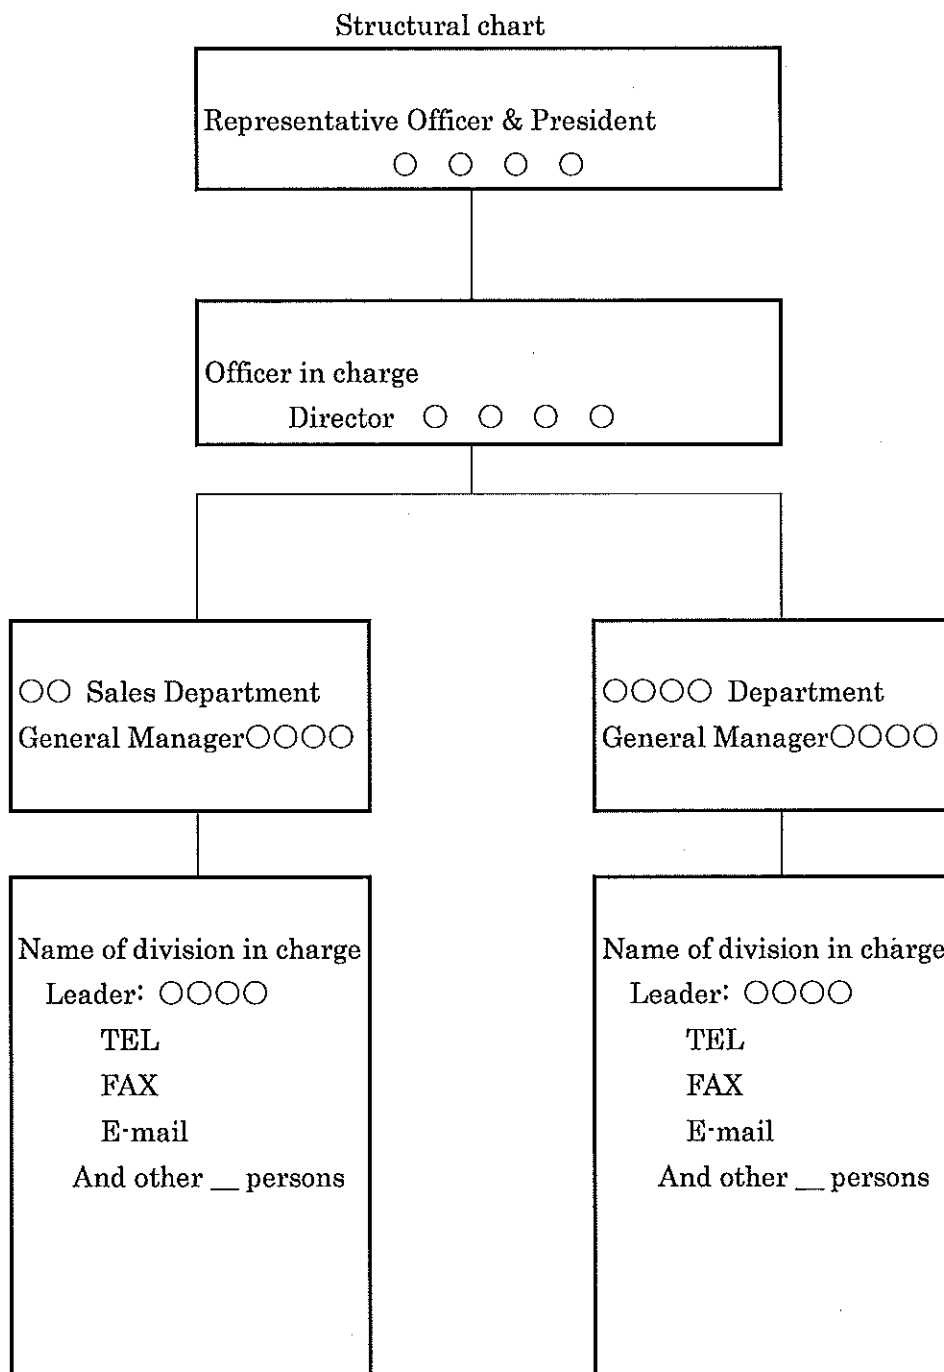 Structural chart
Representative Officer & President
○ ○ ○ ○
Officer in charge
Director ○ ○ ○ ○
○○ Sales Department
General Manager○○○○
○○○○ Department
General Manager○○○○
Name of division in charge
Leader: ○○○○
TEL
FAX
E-mail
And other __ persons
Name of division in charge
Leader: ○○○○
TEL
FAX
E-mail
And other __ persons